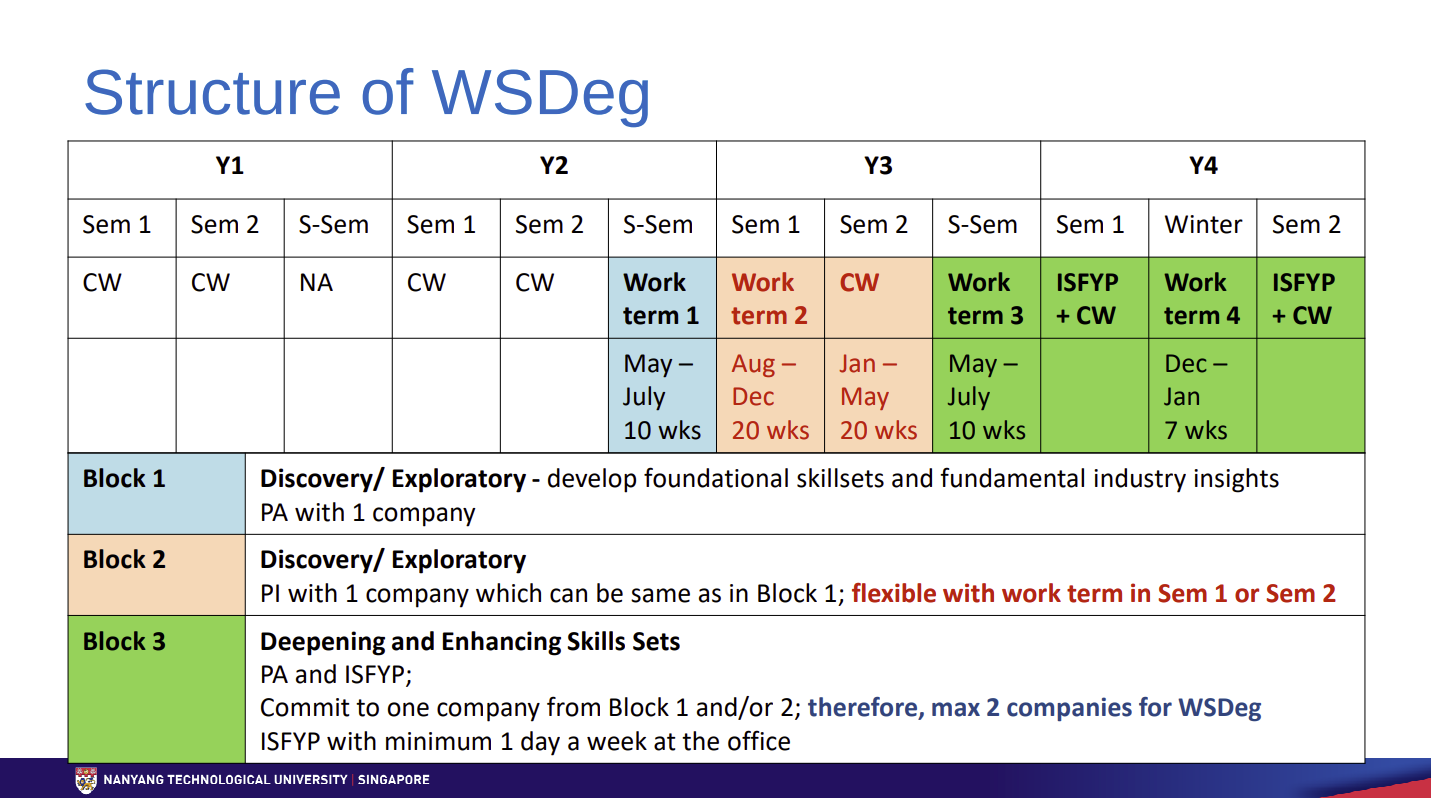 Structure of WSDeg
Y1 Y2 Y3 Y4
Sem 1 Sem 2 S-Sem Sem 1 Sem 2 S-Sem Sem 1 Sem 2 S-Sem Sem 1 Winter Sem 2
CW CW NA CW CW Work Work CW Work ISFYP Work ISFYP
term 1 term 2 term 3 + CW term 4 + CW
May – Aug – Jan – May – Dec –
July Dec May July Jan
10 wks 20 wks 20 wks 10 wks 7 wks
Block 1 Discovery/ Exploratory - develop foundational skillsets and fundamental industry insights
PA with 1 company
Block 2 Discovery/ Exploratory
PI with 1 company which can be same as in Block 1; flexible with work term in Sem 1 or Sem 2
Block 3 Deepening and Enhancing Skills Sets
PA and ISFYP;
Commit to one company from Block 1 and/or 2; therefore, max 2 companies for WSDeg
ISFYP with minimum 1 day a week at the office
NANYANG TECHNOLOGICAL UNIVERSITY | SINGAPORE